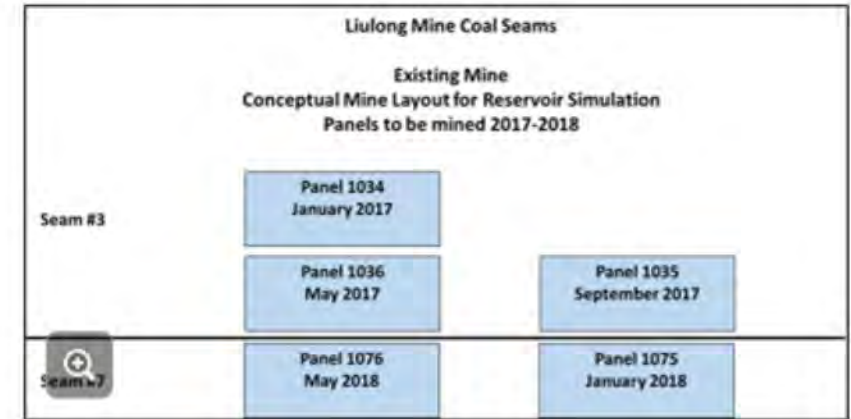 Liulong Mine Coal Seams
Existing Mine
Conceptual Mine Layout for Reservoir Simulation
Panels to be mined 2017-2018
Seam #3
Panel 1034
January 2017
Panel 1036
May 2017
Panel 1035
September 2017
Seam #7
Panel 1076
May 2018
Panel 1075
January 2018